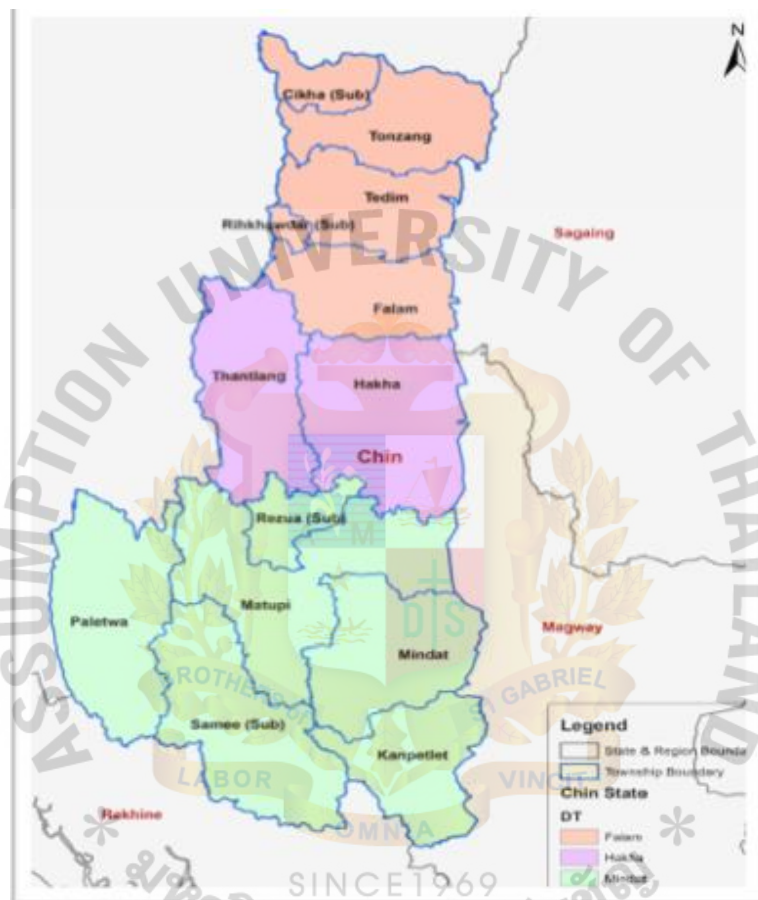 N
Cikha (Sub)
Tonzang
Tedim
Rihkhawdar (Sub)
Sagaing
Falam
Thantlang
Hakha
Chin
Rezua (Sub)
Paletwa
Matupi
Mindat
Magway
Samee (Sub)
Kanpetlet
Rakhine
Legend
State & Region Bounda
Township Boundary
Chin State
DT
Falam
Hakha
Mindat
ASSUMPTION UNIVERSITY OF THAILAND
M
DS
BROTHERS OF
ST GABRIEL
LABOR
OMNIA
VINCIT
SINCE1969